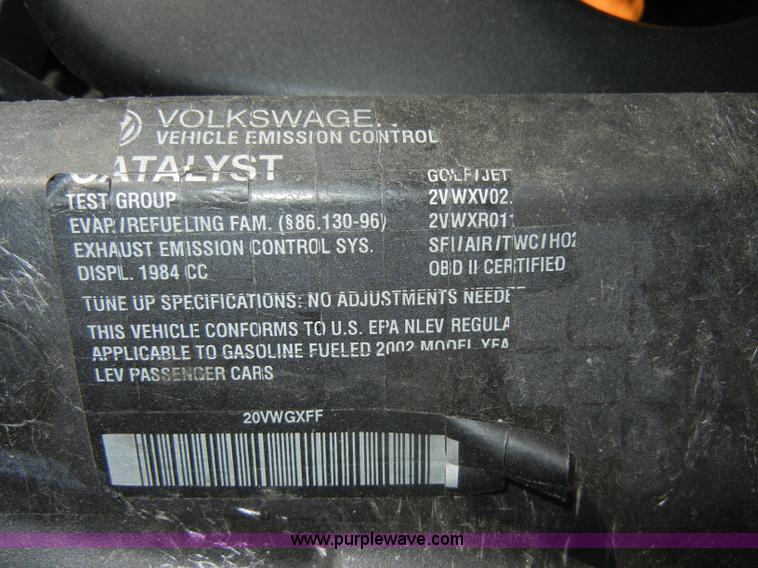 VOLKSWAGEN
VEHICLE EMISSION CONTROL
CATALYST GOLF/JET
TEST GROUP 2VWXV02.
EVAP/REFUELING FAM. (§86.130-96) 2VWXR011
EXHAUST EMISSION CONTROL SYS. SFI/AIR/TWC/HO2
DISPL. 1984 CC OBD II CERTIFIED
TUNE UP SPECIFICATIONS: NO ADJUSTMENTS NEEDE
THIS VEHICLE CONFORMS TO U.S. EPA NLEV REGULA
APPLICABLE TO GASOLINE FUELED 2002 MODEL YEA
LEV PASSENGER CARS
20VWGXFF
www.purplewave.com